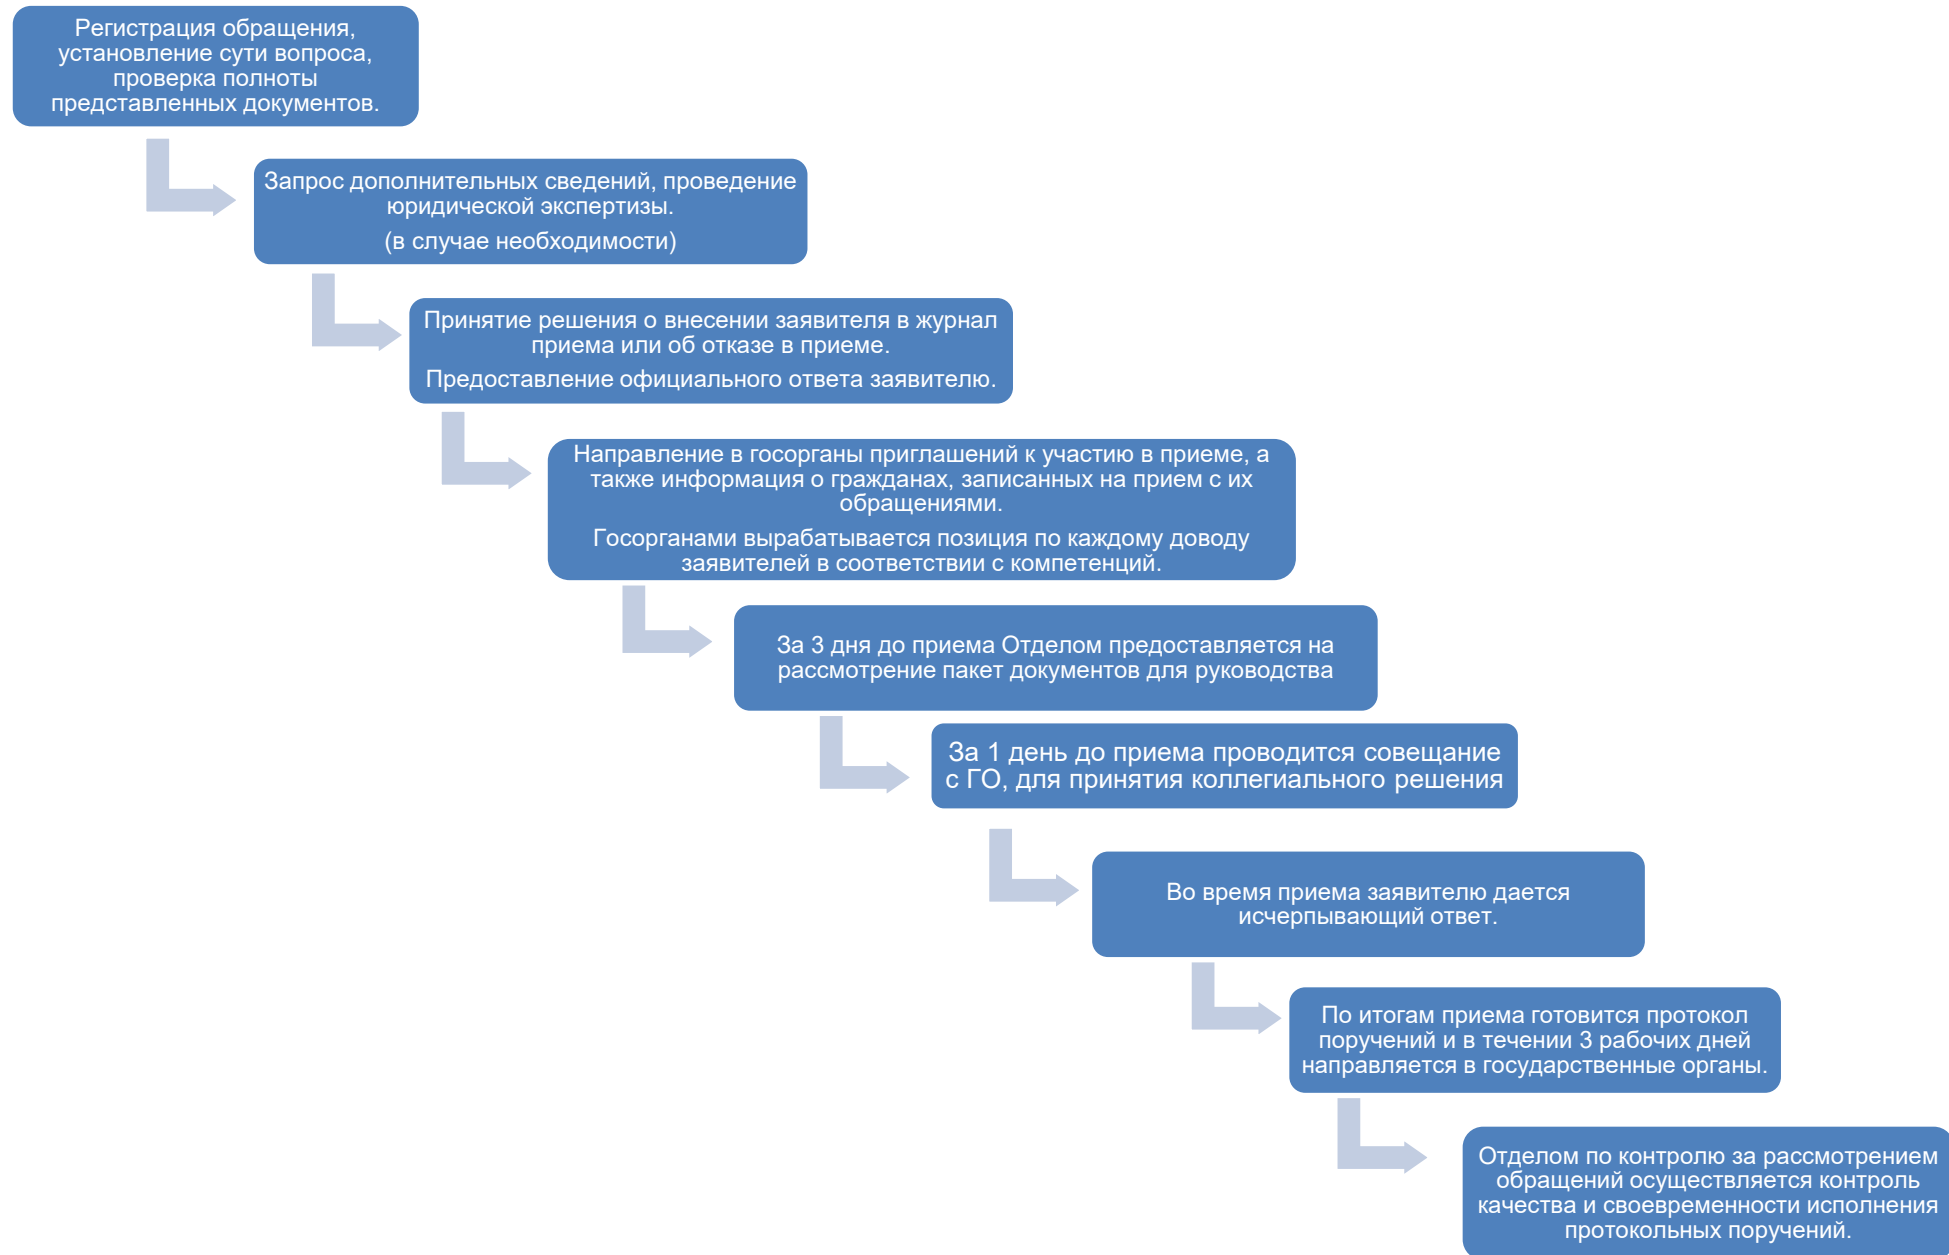 Регистрация обращения,
установление сути вопроса,
проверка полноты
представленных документов.
Запрос дополнительных сведений, проведение
юридической экспертизы.
(в случае необходимости)
Принятие решения о внесении заявителя в журнал
приема или об отказе в приеме.
Предоставление официального ответа заявителю.
Направление в госорганы приглашений к участию в приеме, а
также информация о гражданах, записанных на прием с их
обращениями.
Госорганами вырабатывается позиция по каждому доводу
заявителей в соответствии с компетенций.
За 3 дня до приема Отделом предоставляется на
рассмотрение пакет документов для руководства
За 1 день до приема проводится совещание
с ГО, для принятия коллегиального решения
Во время приема заявителю дается
исчерпывающий ответ.
По итогам приема готовится протокол
поручений и в течении 3 рабочих дней
направляется в государственные органы.
Отделом по контролю за рассмотрением
обращений осуществляется контроль
качества и своевременности исполнения
протокольных поручений.